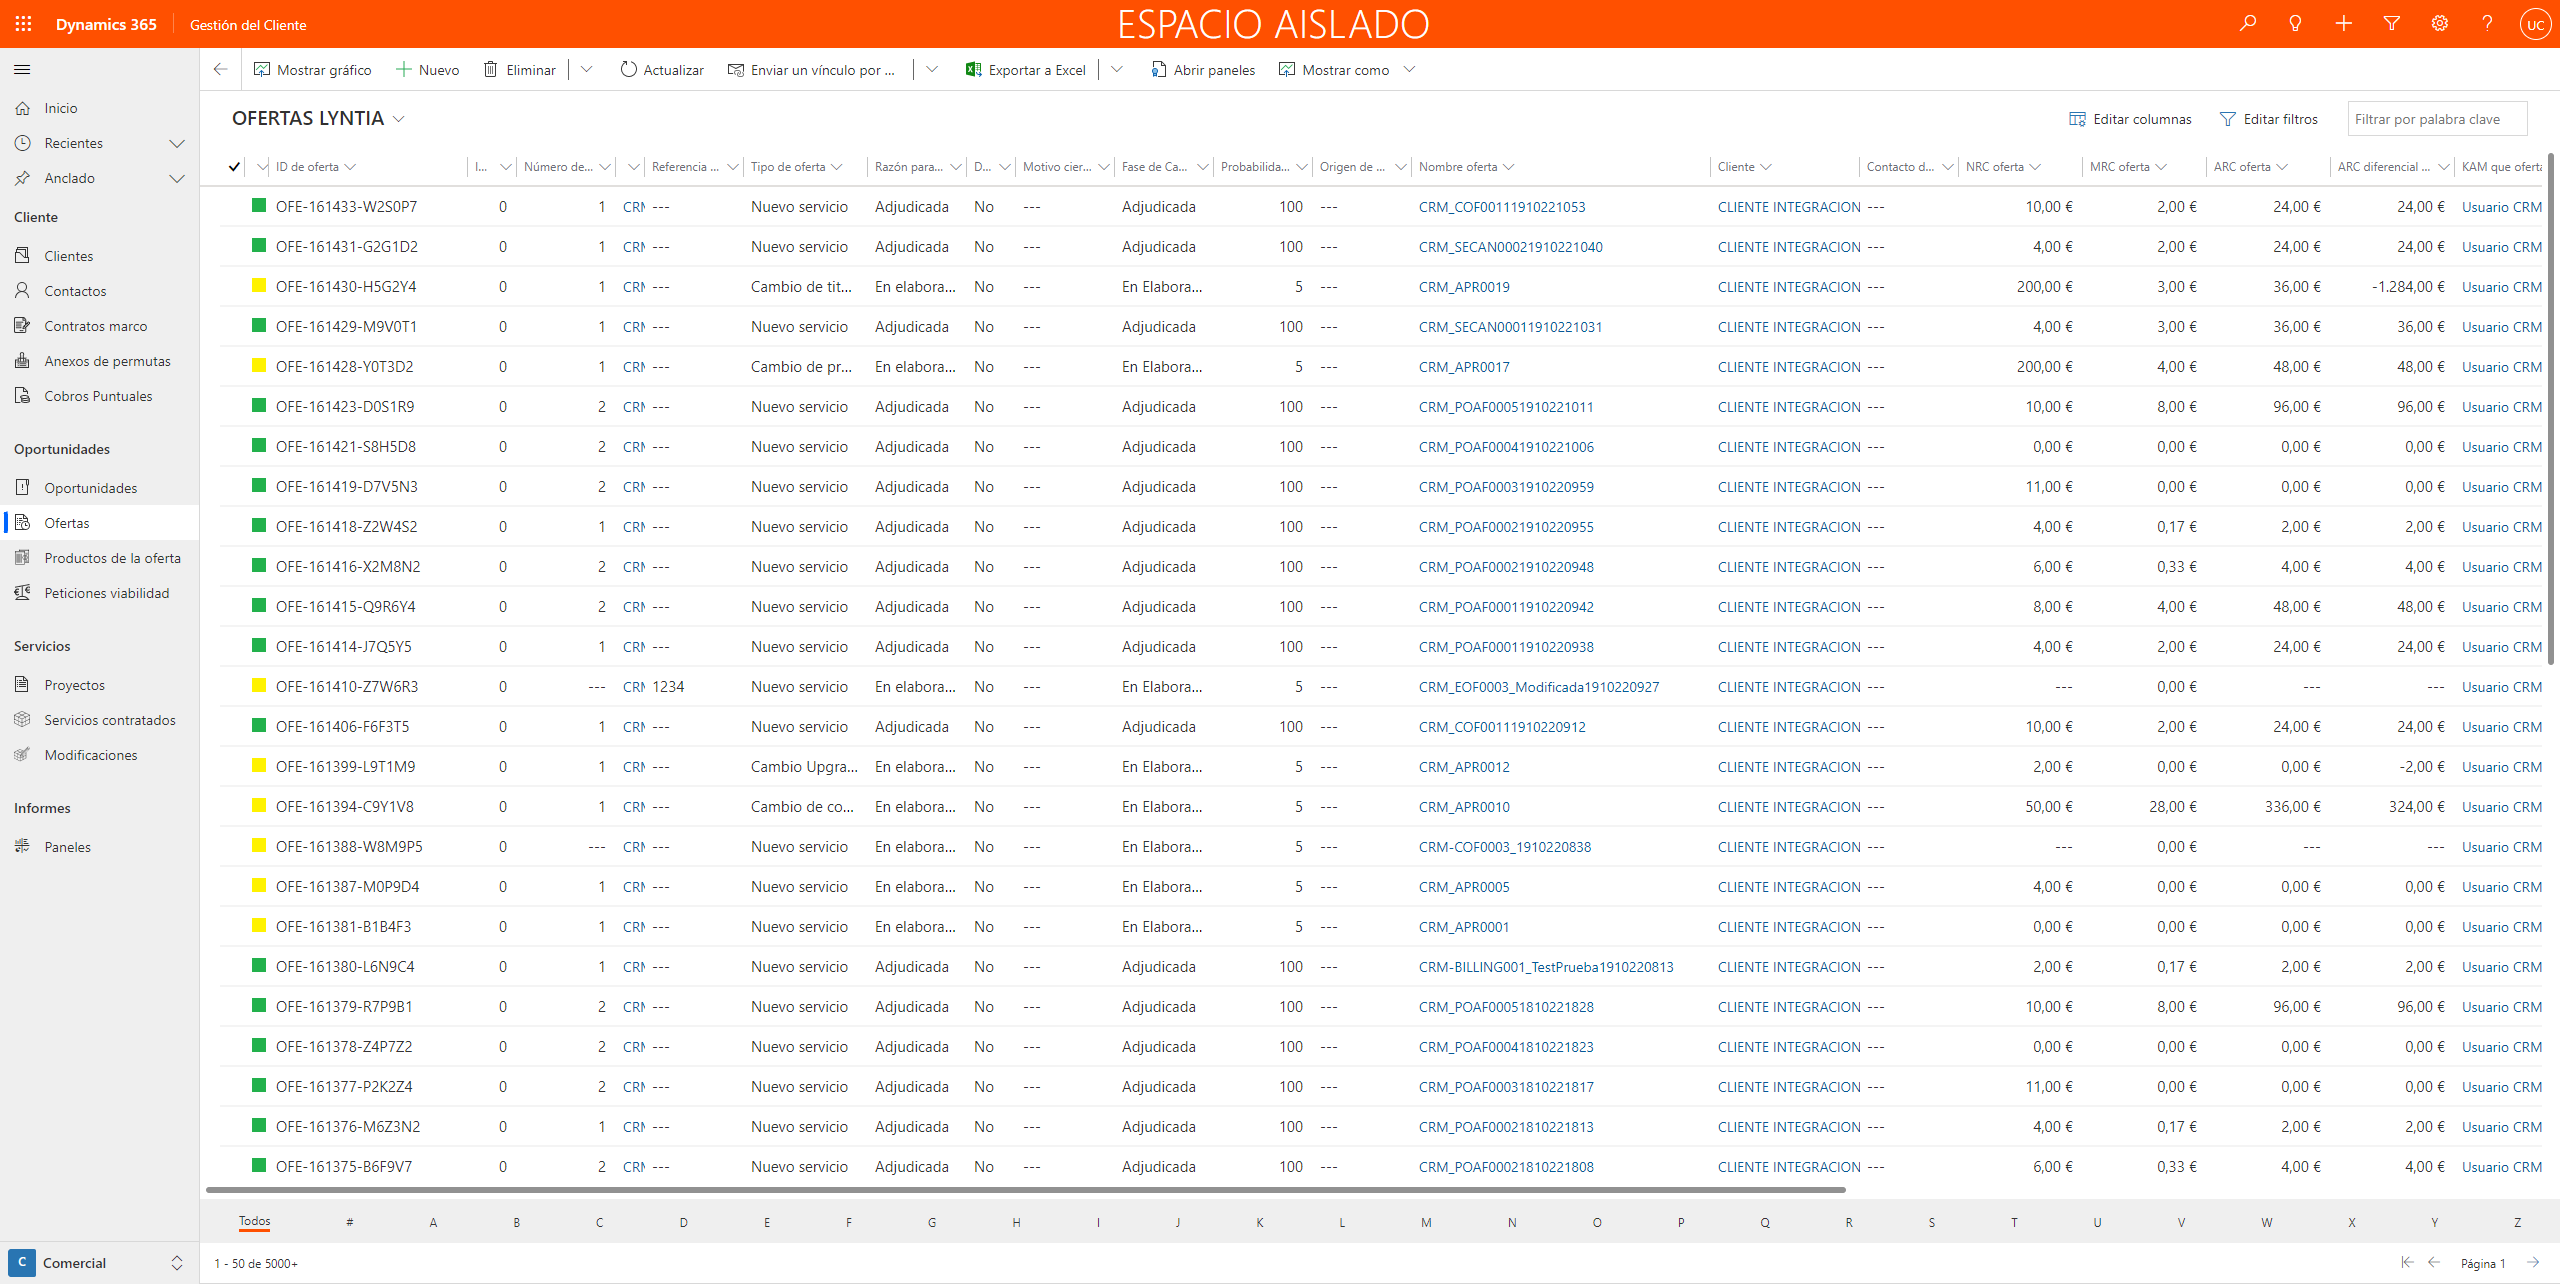 Dynamics 365 Gestión del Cliente ESPACIO AISLADO UC
Mostrar gráfico Nuevo Eliminar Actualizar Enviar un vínculo por ... Exportar a Excel Abrir paneles Mostrar como
Inicio
Recientes
Anclado
Cliente
Clientes
Contactos
Contratos marco
Anexos de permutas
Cobros Puntuales
Oportunidades
Oportunidades
Ofertas
Productos de la oferta
Peticiones viabilidad
Servicios
Proyectos
Servicios contratados
Modificaciones
Informes
Paneles
C Comercial
OFERTAS LYNTIA Editar columnas Editar filtros Filtrar por palabra clave
ID de oferta I... Número de... Referencia ... Tipo de oferta Razón para... D... Motivo cier... Fase de Ca... Probabilida... Origen de ... Nombre oferta Cliente Contacto d... NRC oferta MRC oferta ARC oferta ARC diferencial ... KAM que oferta
OFE-161433-W2S0P7 0 1 CRM --- Nuevo servicio Adjudicada No --- Adjudicada 100 --- CRM_COF00111910221053 CLIENTE INTEGRACION --- 10,00 € 2,00 € 24,00 € 24,00 € Usuario CRM
OFE-161431-G2G1D2 0 1 CRM --- Nuevo servicio Adjudicada No --- Adjudicada 100 --- CRM_SECAN00021910221040 CLIENTE INTEGRACION --- 4,00 € 2,00 € 24,00 € 24,00 € Usuario CRM
OFE-161430-H5G2Y4 0 1 CRM --- Cambio de tit... En elabora... No --- En Elabora... 5 --- CRM_APR0019 CLIENTE INTEGRACION --- 200,00 € 3,00 € 36,00 € -1.284,00 € Usuario CRM
OFE-161429-M9V0T1 0 1 CRM --- Nuevo servicio Adjudicada No --- Adjudicada 100 --- CRM_SECAN00011910221031 CLIENTE INTEGRACION --- 4,00 € 3,00 € 36,00 € 36,00 € Usuario CRM
OFE-161428-Y0T3D2 0 1 CRM --- Cambio de pr... En elabora... No --- En Elabora... 5 --- CRM_APR0017 CLIENTE INTEGRACION --- 200,00 € 4,00 € 48,00 € 48,00 € Usuario CRM
OFE-161423-D0S1R9 0 2 CRM --- Nuevo servicio Adjudicada No --- Adjudicada 100 --- CRM_POAF00051910221011 CLIENTE INTEGRACION --- 10,00 € 8,00 € 96,00 € 96,00 € Usuario CRM
OFE-161421-S8H5D8 0 2 CRM --- Nuevo servicio Adjudicada No --- Adjudicada 100 --- CRM_POAF00041910221006 CLIENTE INTEGRACION --- 0,00 € 0,00 € 0,00 € 0,00 € Usuario CRM
OFE-161419-D7V5N3 0 2 CRM --- Nuevo servicio Adjudicada No --- Adjudicada 100 --- CRM_POAF00031910220959 CLIENTE INTEGRACION --- 11,00 € 0,00 € 0,00 € 0,00 € Usuario CRM
OFE-161418-Z2W4S2 0 1 CRM --- Nuevo servicio Adjudicada No --- Adjudicada 100 --- CRM_POAF00021910220955 CLIENTE INTEGRACION --- 4,00 € 0,17 € 2,00 € 2,00 € Usuario CRM
OFE-161416-X2M8N2 0 2 CRM --- Nuevo servicio Adjudicada No --- Adjudicada 100 --- CRM_POAF00021910220948 CLIENTE INTEGRACION --- 6,00 € 0,33 € 4,00 € 4,00 € Usuario CRM
OFE-161415-Q9R6Y4 0 2 CRM --- Nuevo servicio Adjudicada No --- Adjudicada 100 --- CRM_POAF00011910220942 CLIENTE INTEGRACION --- 8,00 € 4,00 € 48,00 € 48,00 € Usuario CRM
OFE-161414-J7Q5Y5 0 1 CRM --- Nuevo servicio Adjudicada No --- Adjudicada 100 --- CRM_POAF00011910220938 CLIENTE INTEGRACION --- 4,00 € 2,00 € 24,00 € 24,00 € Usuario CRM
OFE-161410-Z7W6R3 0 --- CRM 1234 Nuevo servicio En elabora... No --- En Elabora... 5 --- CRM_EOF0003_Modificada1910220927 CLIENTE INTEGRACION --- --- 0,00 € --- --- Usuario CRM
OFE-161406-F6F3T5 0 1 CRM --- Nuevo servicio Adjudicada No --- Adjudicada 100 --- CRM_COF00111910220912 CLIENTE INTEGRACION --- 10,00 € 2,00 € 24,00 € 24,00 € Usuario CRM
OFE-161399-L9T1M9 0 1 CRM --- Cambio Upgra... En elabora... No --- En Elabora... 5 --- CRM_APR0012 CLIENTE INTEGRACION --- 2,00 € 0,00 € 0,00 € -2,00 € Usuario CRM
OFE-161394-C9Y1V8 0 1 CRM --- Cambio de co... En elabora... No --- En Elabora... 5 --- CRM_APR0010 CLIENTE INTEGRACION --- 50,00 € 28,00 € 336,00 € 324,00 € Usuario CRM
OFE-161388-W8M9P5 0 --- CRM --- Nuevo servicio En elabora... No --- En Elabora... 5 --- CRM-COF0003_1910220838 CLIENTE INTEGRACION --- --- 0,00 € --- --- Usuario CRM
OFE-161387-M0P9D4 0 1 CRM --- Nuevo servicio En elabora... No --- En Elabora... 5 --- CRM_APR0005 CLIENTE INTEGRACION --- 4,00 € 0,00 € 0,00 € 0,00 € Usuario CRM
OFE-161381-B1B4F3 0 1 CRM --- Nuevo servicio En elabora... No --- En Elabora... 5 --- CRM_APR0001 CLIENTE INTEGRACION --- 0,00 € 0,00 € 0,00 € 0,00 € Usuario CRM
OFE-161380-L6N9C4 0 1 CRM --- Nuevo servicio Adjudicada No --- Adjudicada 100 --- CRM-BILLING001_TestPrueba1910220813 CLIENTE INTEGRACION --- 2,00 € 0,17 € 2,00 € 2,00 € Usuario CRM
OFE-161379-R7P9B1 0 2 CRM --- Nuevo servicio Adjudicada No --- Adjudicada 100 --- CRM_POAF00051810221828 CLIENTE INTEGRACION --- 10,00 € 8,00 € 96,00 € 96,00 € Usuario CRM
OFE-161378-Z4P7Z2 0 2 CRM --- Nuevo servicio Adjudicada No --- Adjudicada 100 --- CRM_POAF00041810221823 CLIENTE INTEGRACION --- 0,00 € 0,00 € 0,00 € 0,00 € Usuario CRM
OFE-161377-P2K2Z4 0 2 CRM --- Nuevo servicio Adjudicada No --- Adjudicada 100 --- CRM_POAF00031810221817 CLIENTE INTEGRACION --- 11,00 € 0,00 € 0,00 € 0,00 € Usuario CRM
OFE-161376-M6Z3N2 0 1 CRM --- Nuevo servicio Adjudicada No --- Adjudicada 100 --- CRM_POAF00021810221813 CLIENTE INTEGRACION --- 4,00 € 0,17 € 2,00 € 2,00 € Usuario CRM
OFE-161375-B6F9V7 0 2 CRM --- Nuevo servicio Adjudicada No --- Adjudicada 100 --- CRM_POAF00021810221808 CLIENTE INTEGRACION --- 6,00 € 0,33 € 4,00 € 4,00 € Usuario CRM
Todos # A B C D E F G H I J K L M N O P Q R S T U V W X Y Z
1 - 50 de 5000+ Página 1